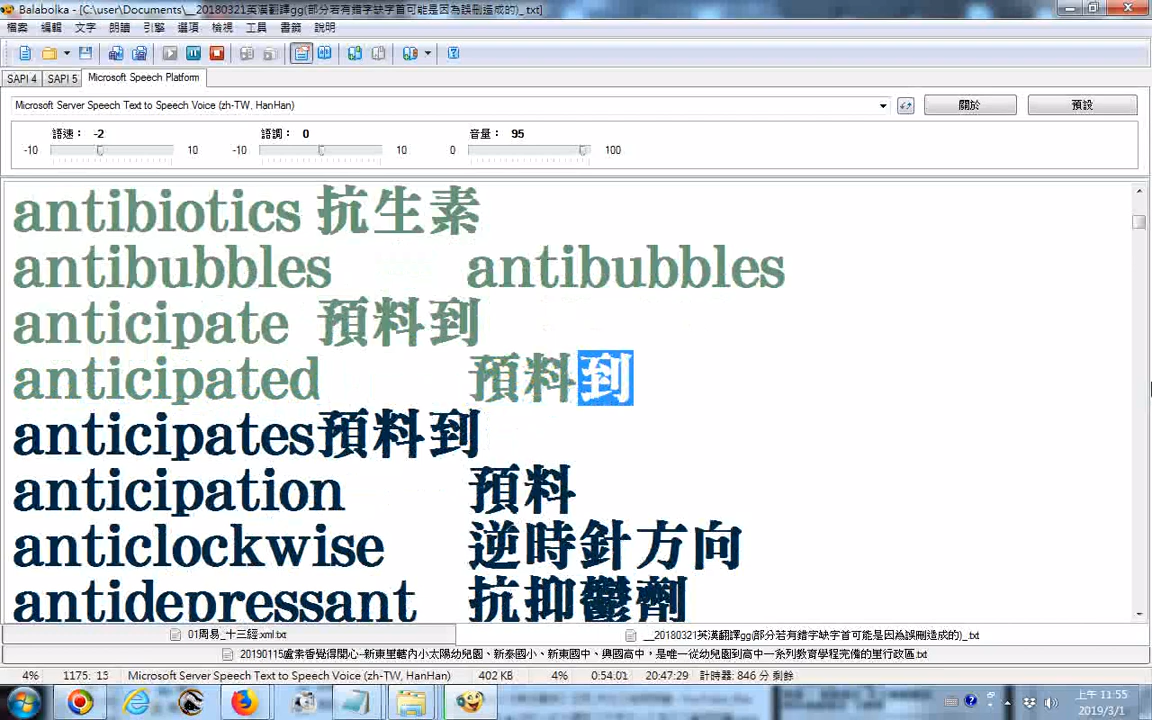 Balabolka - [C:\user\Documents\__20180321英漢翻譯gg(部分若有錯字缺字首可能是因為誤刪造成的)_.txt]
檔案 編輯 文字 朗讀 引擎 選項 檢視 工具 書籤 說明
SAPI 4 SAPI 5 Microsoft Speech Platform
Microsoft Server Speech Text to Speech Voice (zh-TW, HanHan) 關於 預設
語速： -2 語調： 0 音量： 95
-10 10 -10 10 0 100
antibiotics 抗生素
antibubbles antibubbles
anticipate 預料到
anticipated 預料到
anticipates預料到
anticipation 預料
anticlockwise 逆時針方向
antidepressant 抗抑鬱劑
01周易_十三經.xml.txt __20180321英漢翻譯gg(部分若有錯字缺字首可能是因為誤刪造成的)_.txt
20190115盧素香覺得開心-新東里轄內小太陽幼兒園、新泰國小、新東國中、興國高中，是唯一從幼兒園到高中一系列教育學程完備的里行政區.txt
4% 1175: 13 Microsoft Server Speech Text to Speech Voice (zh-TW, HanHan) 402 KB 4% 0:54:01 20:47:29 計時器: 846 分 剩餘
上午 11:55
2019/3/1